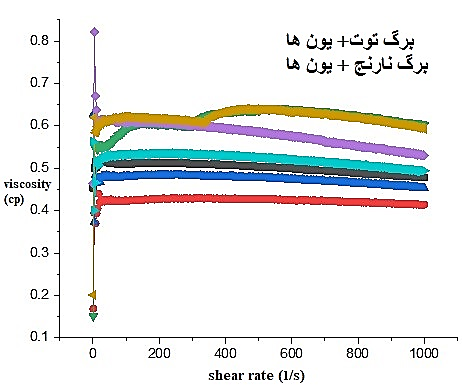 برگ توت+ یون ها
برگ نارنج + یون ها
0.8
0.7
0.6
0.5
0.4
0.3
0.2
0.1
viscosity
(cp)
0
200
400
600
800
1000
shear rate (1/s)